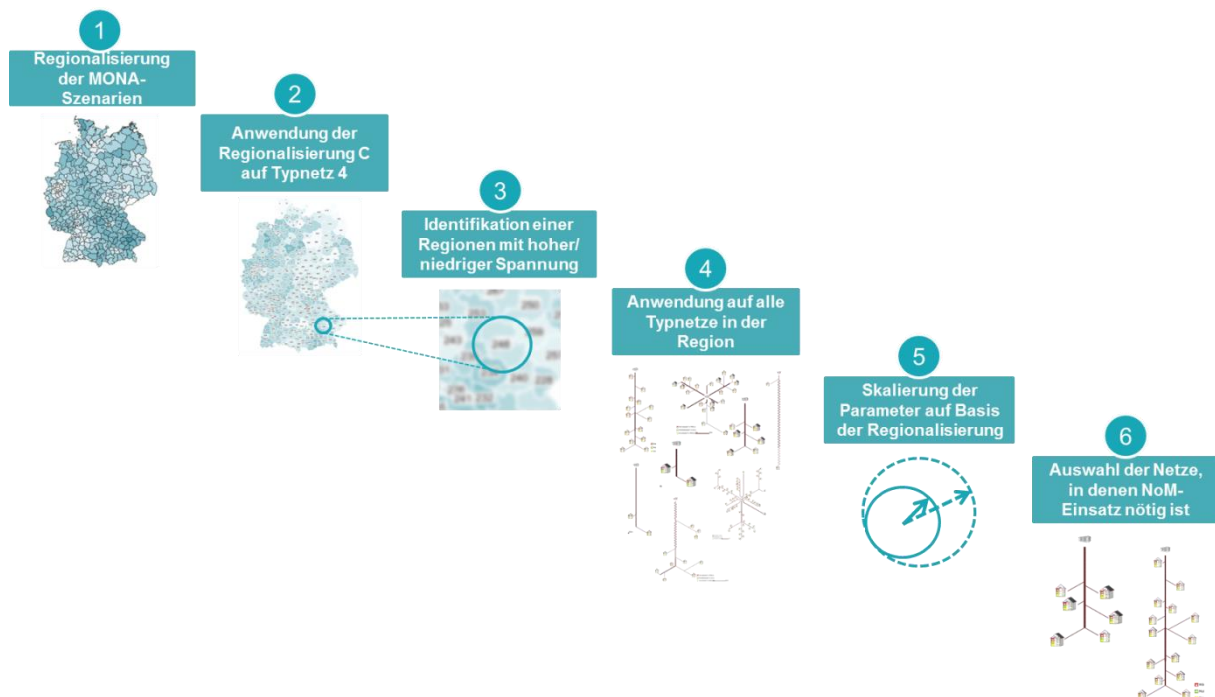 1
Regionalisierung
der MONA-
Szenarien
2
Anwendung der
Regionalisierung C
auf Typnetz 4
3
Identifikation einer
Regionen mit hoher/
niedriger Spannung
248
4
Anwendung auf alle
Typnetze in der
Region
5
Skalierung der
Parameter auf Basis
der Regionalisierung
6
Auswahl der Netze,
in denen NoM-
Einsatz nötig ist